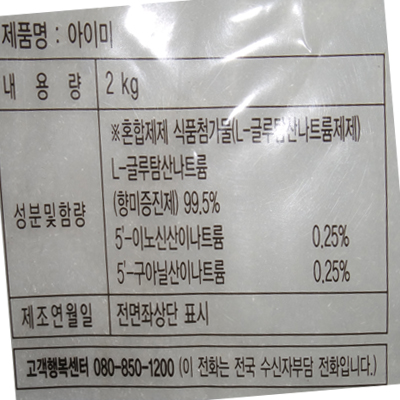 제품명 : 아이미
내 용 량 2 kg
※혼합제제 식품첨가물(L-글루탐산나트륨제제)
L-글루탐산나트륨
(향미증진제) 99.5%
성분및함량
5'-이노신산이나트륨 0.25%
5'-구아닐산이나트륨 0.25%
제조연월일 전면좌상단 표시
고객행복센터 080-850-1200 (이 전화는 전국 수신자부담 전화입니다.)